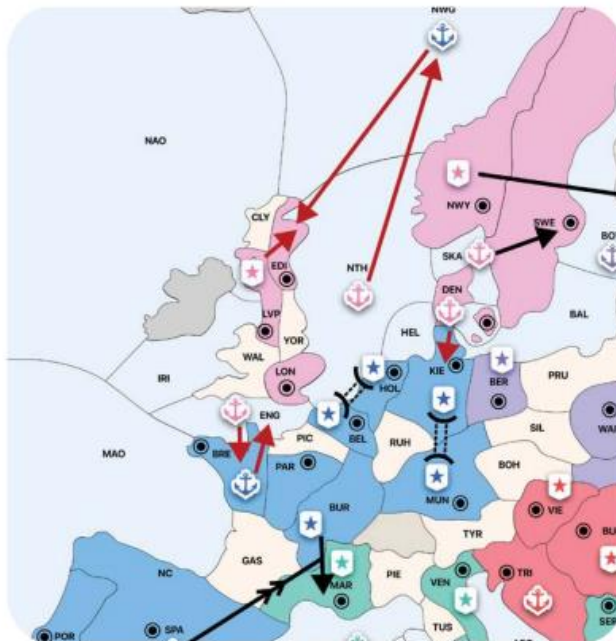 NWG
NAO
CLY
NWY
SWE
EDI
NTH
SKA
DEN
BAL
LVP
HEL
YOR
IRI
WAL
LON
HOL
KIE
BER
PRU
ENG
MAO
BRE
PIC
BEL
RUH
SIL
PAR
BOH
MUN
BUR
VIE
TYR
GAS
NC
MAR
PIE
VEN
TRI
TUS
POR
SPA